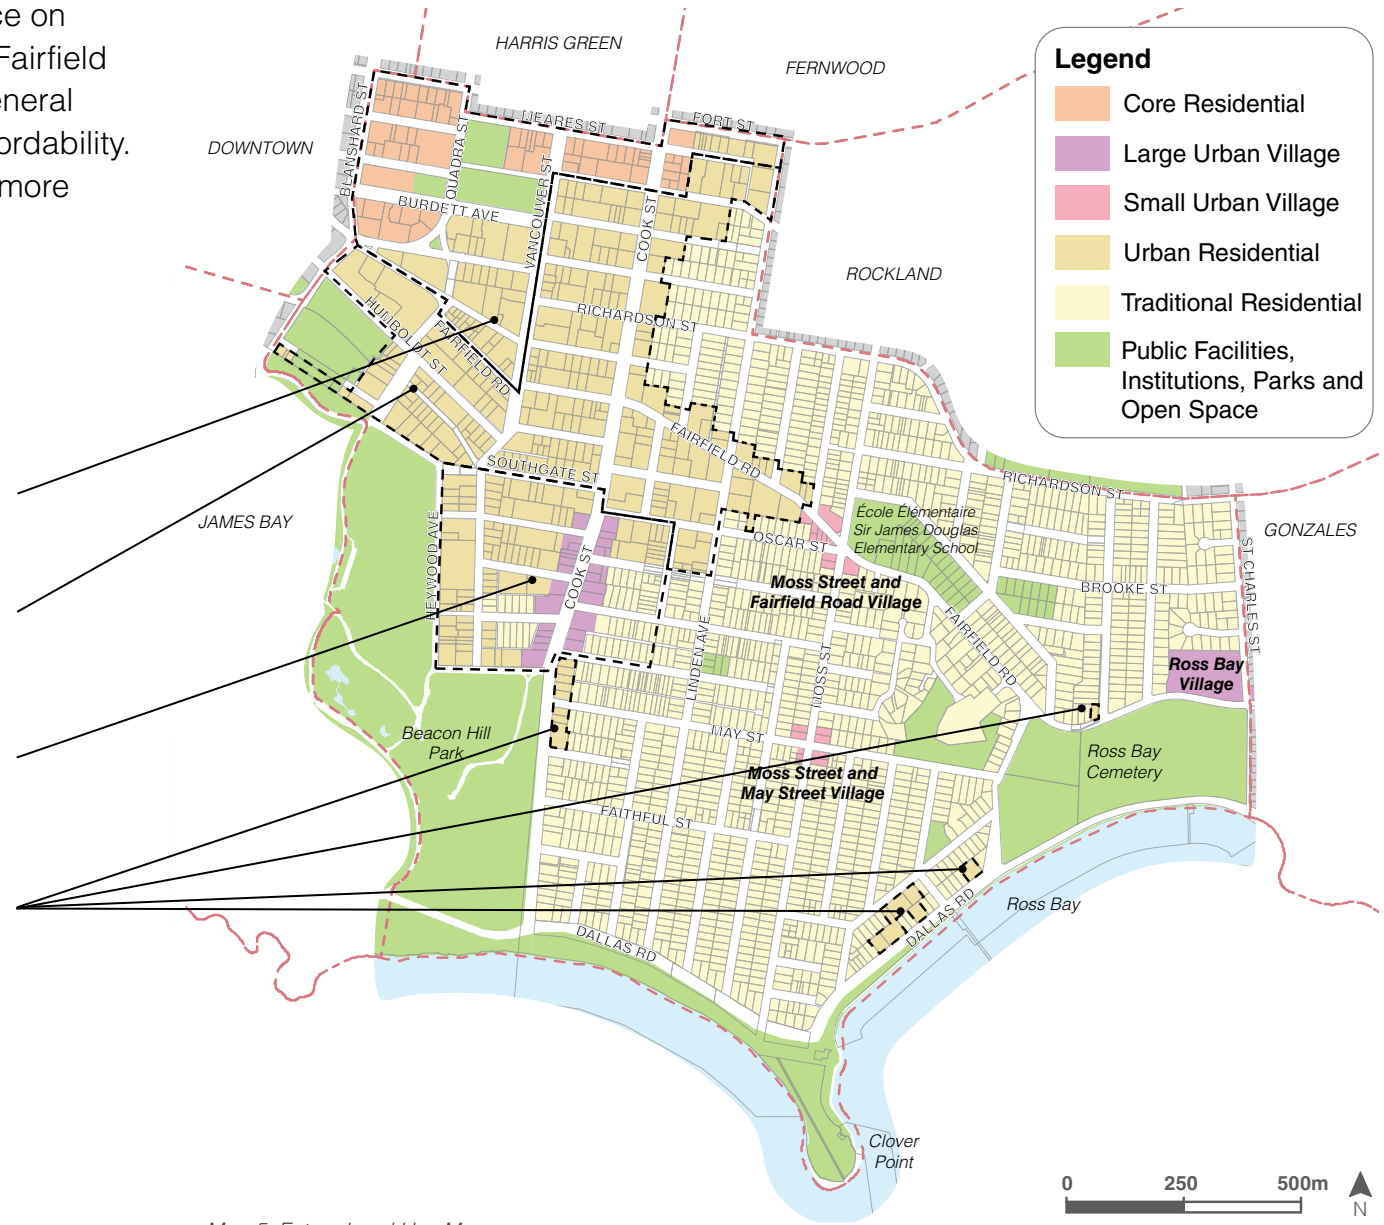 ce on
Fairfield
eneral
ordability.
more
HARRIS GREEN
FERNWOOD
DOWNTOWN
ROCKLAND
JAMES BAY
GONZALES
Legend
Core Residential
Large Urban Village
Small Urban Village
Urban Residential
Traditional Residential
Public Facilities,
Institutions, Parks and
Open Space
BLANSHARD ST
QUADRA ST
MEARES ST
FORT ST
VANCOUVER ST
BURDETT AVE
COOK ST
RICHARDSON ST
HUMBOLDT ST
FAIRFIELD RD
FAIRFIELD RD
SOUTHGATE ST
RICHARDSON ST
HEYWOOD AVE
COOK ST
OSCAR ST
École Élémentaire
Sir James Douglas
Elementary School
Moss Street and
Fairfield Road Village
BROOKE ST
ST CHARLES ST
FAIRFIELD RD
LINDEN AVE
MOSS ST
Ross Bay
Village
Beacon Hill
Park
MAY ST
Ross Bay
Cemetery
Moss Street and
May Street Village
FAITHFUL ST
DALLAS RD
DALLAS RD
Ross Bay
Clover
Point
0 250 500m
N